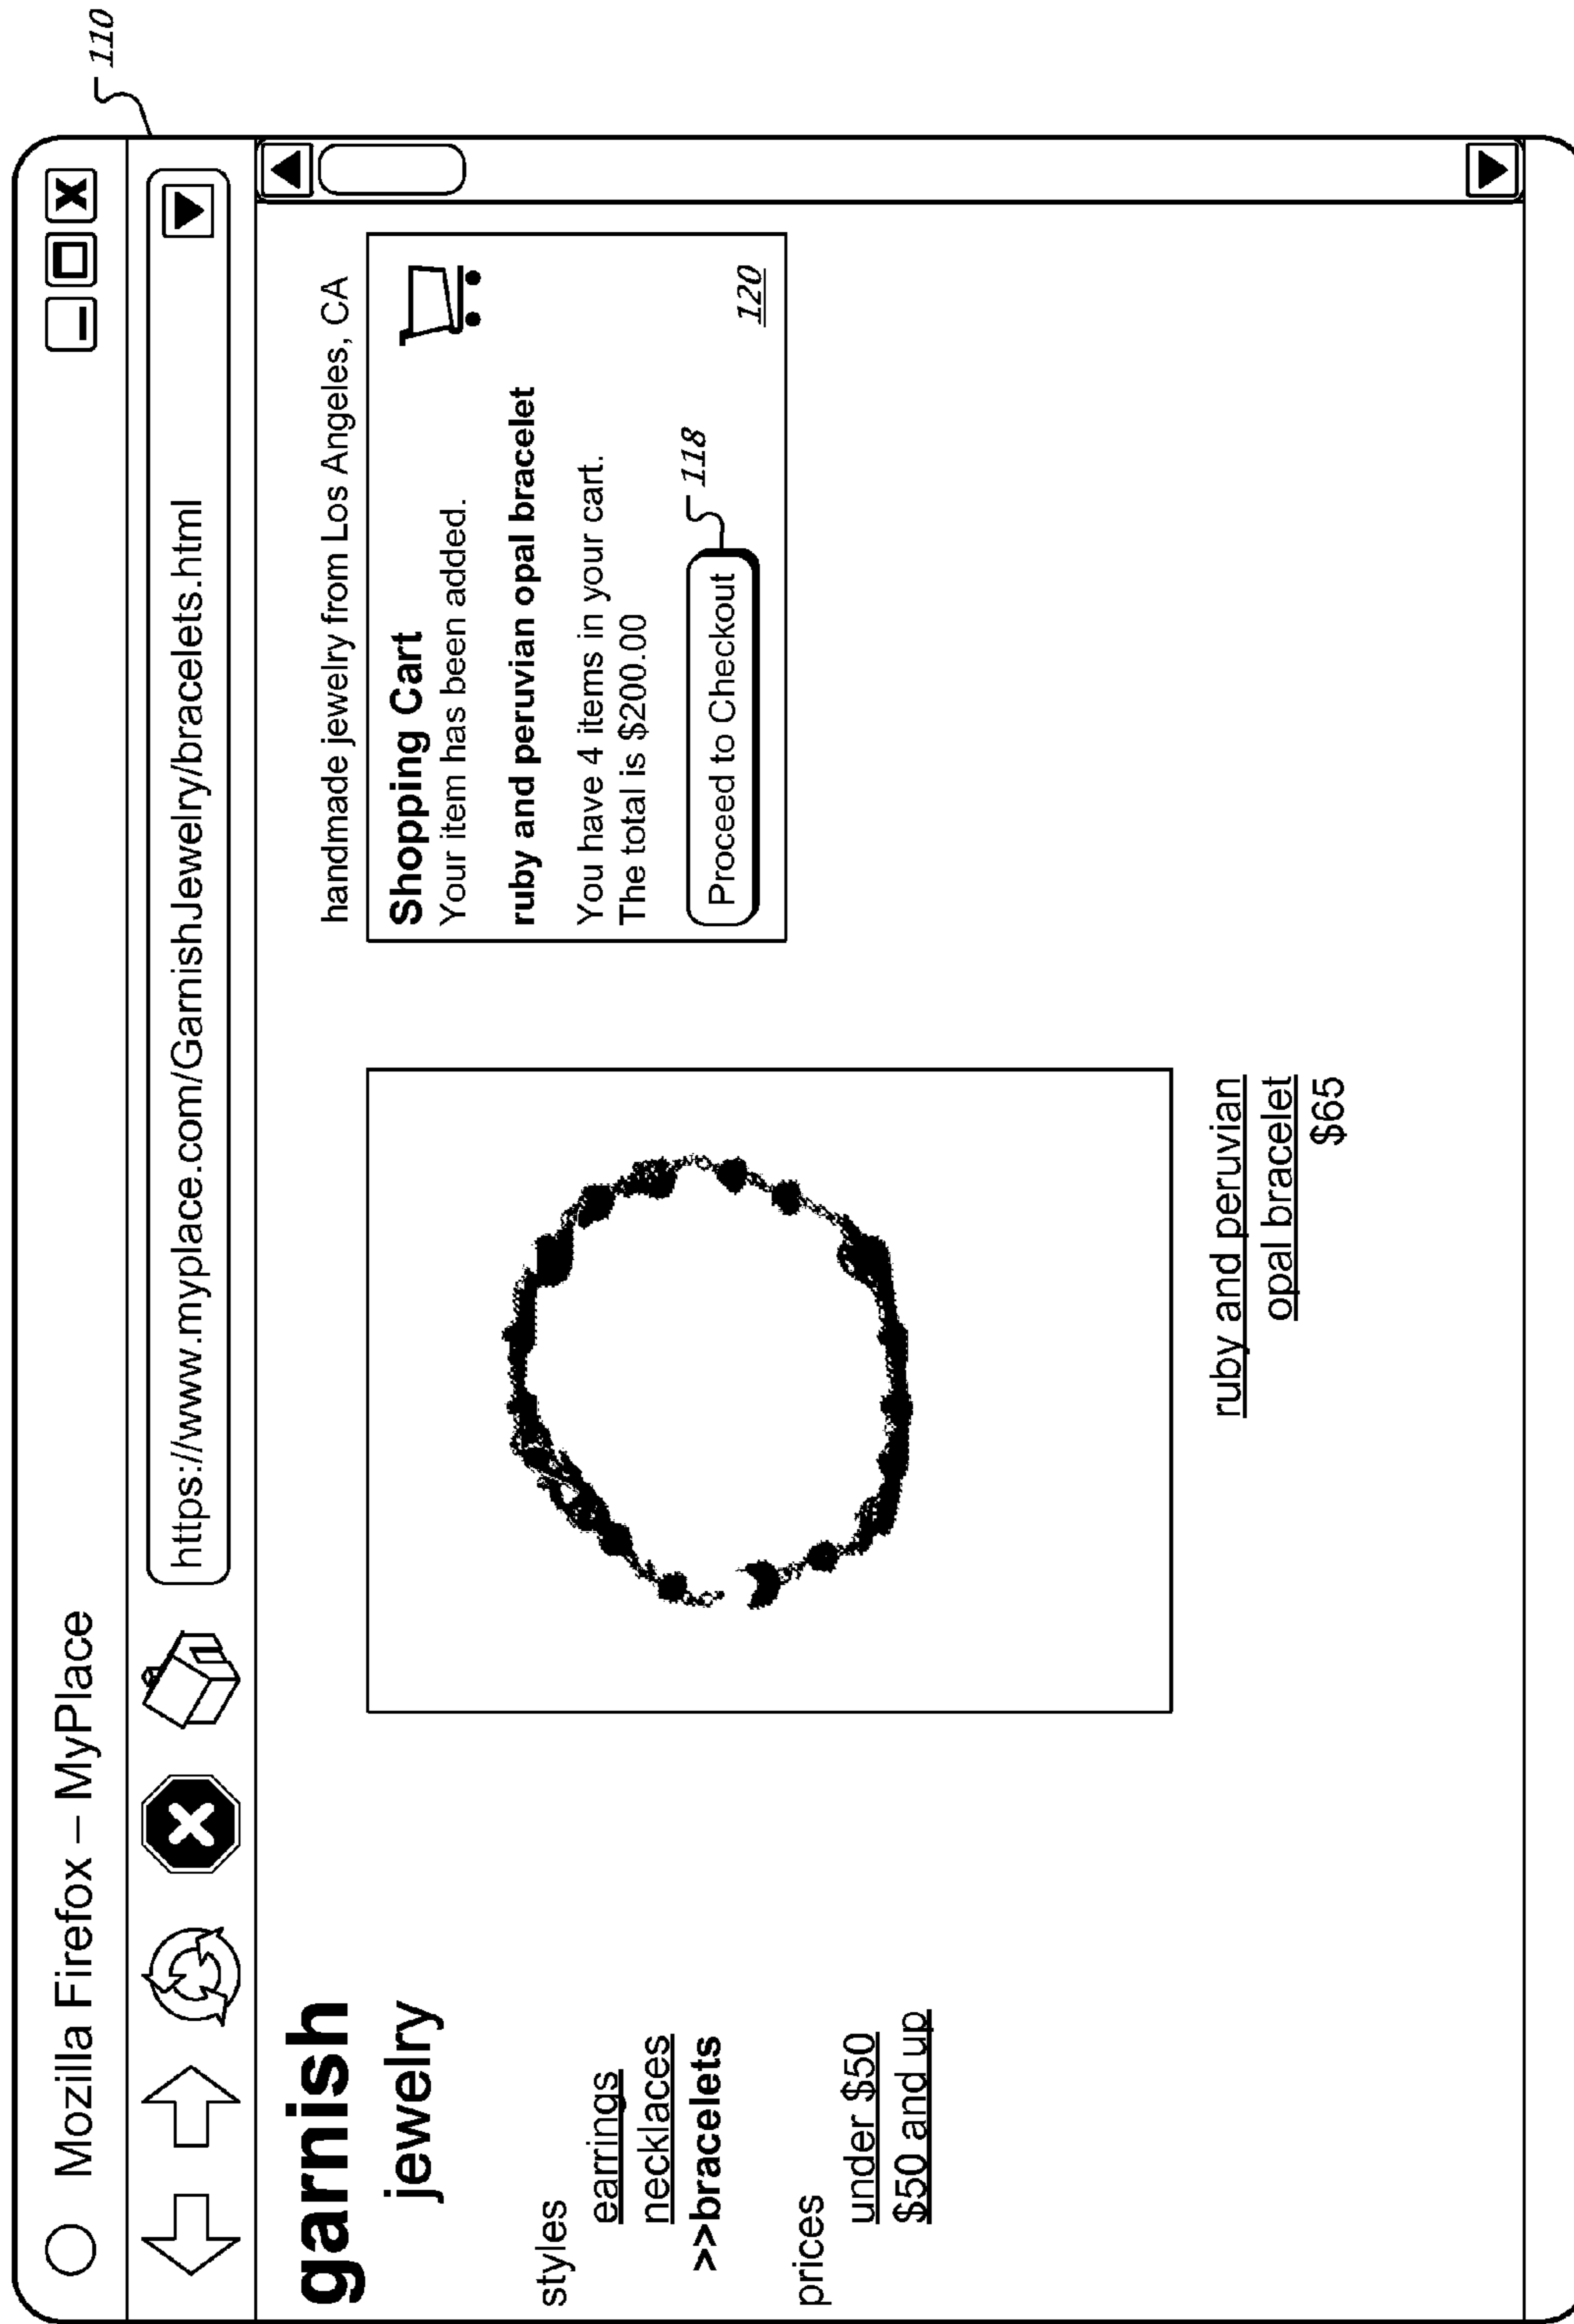 110
Mozilla Firefox – MyPlace
https://www.myplace.com/GarnishJewelry/bracelets.html
garnish
jewelry
styles
earrings
necklaces
>>bracelets
prices
under $50
$50 and up
ruby and peruvian
opal bracelet
$65
handmade jewelry from Los Angeles, CA
Shopping Cart
Your item has been added.
ruby and peruvian opal bracelet
You have 4 items in your cart.
The total is $200.00
Proceed to Checkout
118
120